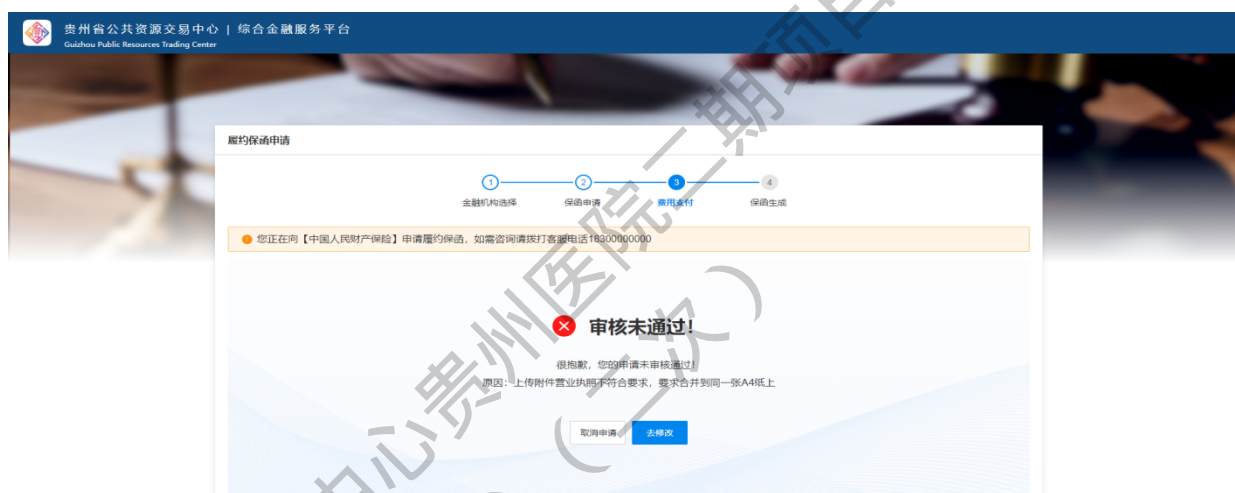 贵州省公共资源交易中心 | 综合金融服务平台
Guizhou Public Resources Trading Center
履约保函申请
1 2 3 4
金融机构选择 保函申请 费用支付 保函生成
您正在向【中国人民财产保险】申请履约保函，如需咨询请拨打客服电话18300000000
审核未通过！
很抱歉，您的申请未审核通过！
原因：上传附件营业执照不符合要求，要求合并到同一张A4纸上
取消申请 去修改
中心贵州医院二期项目
（二次）